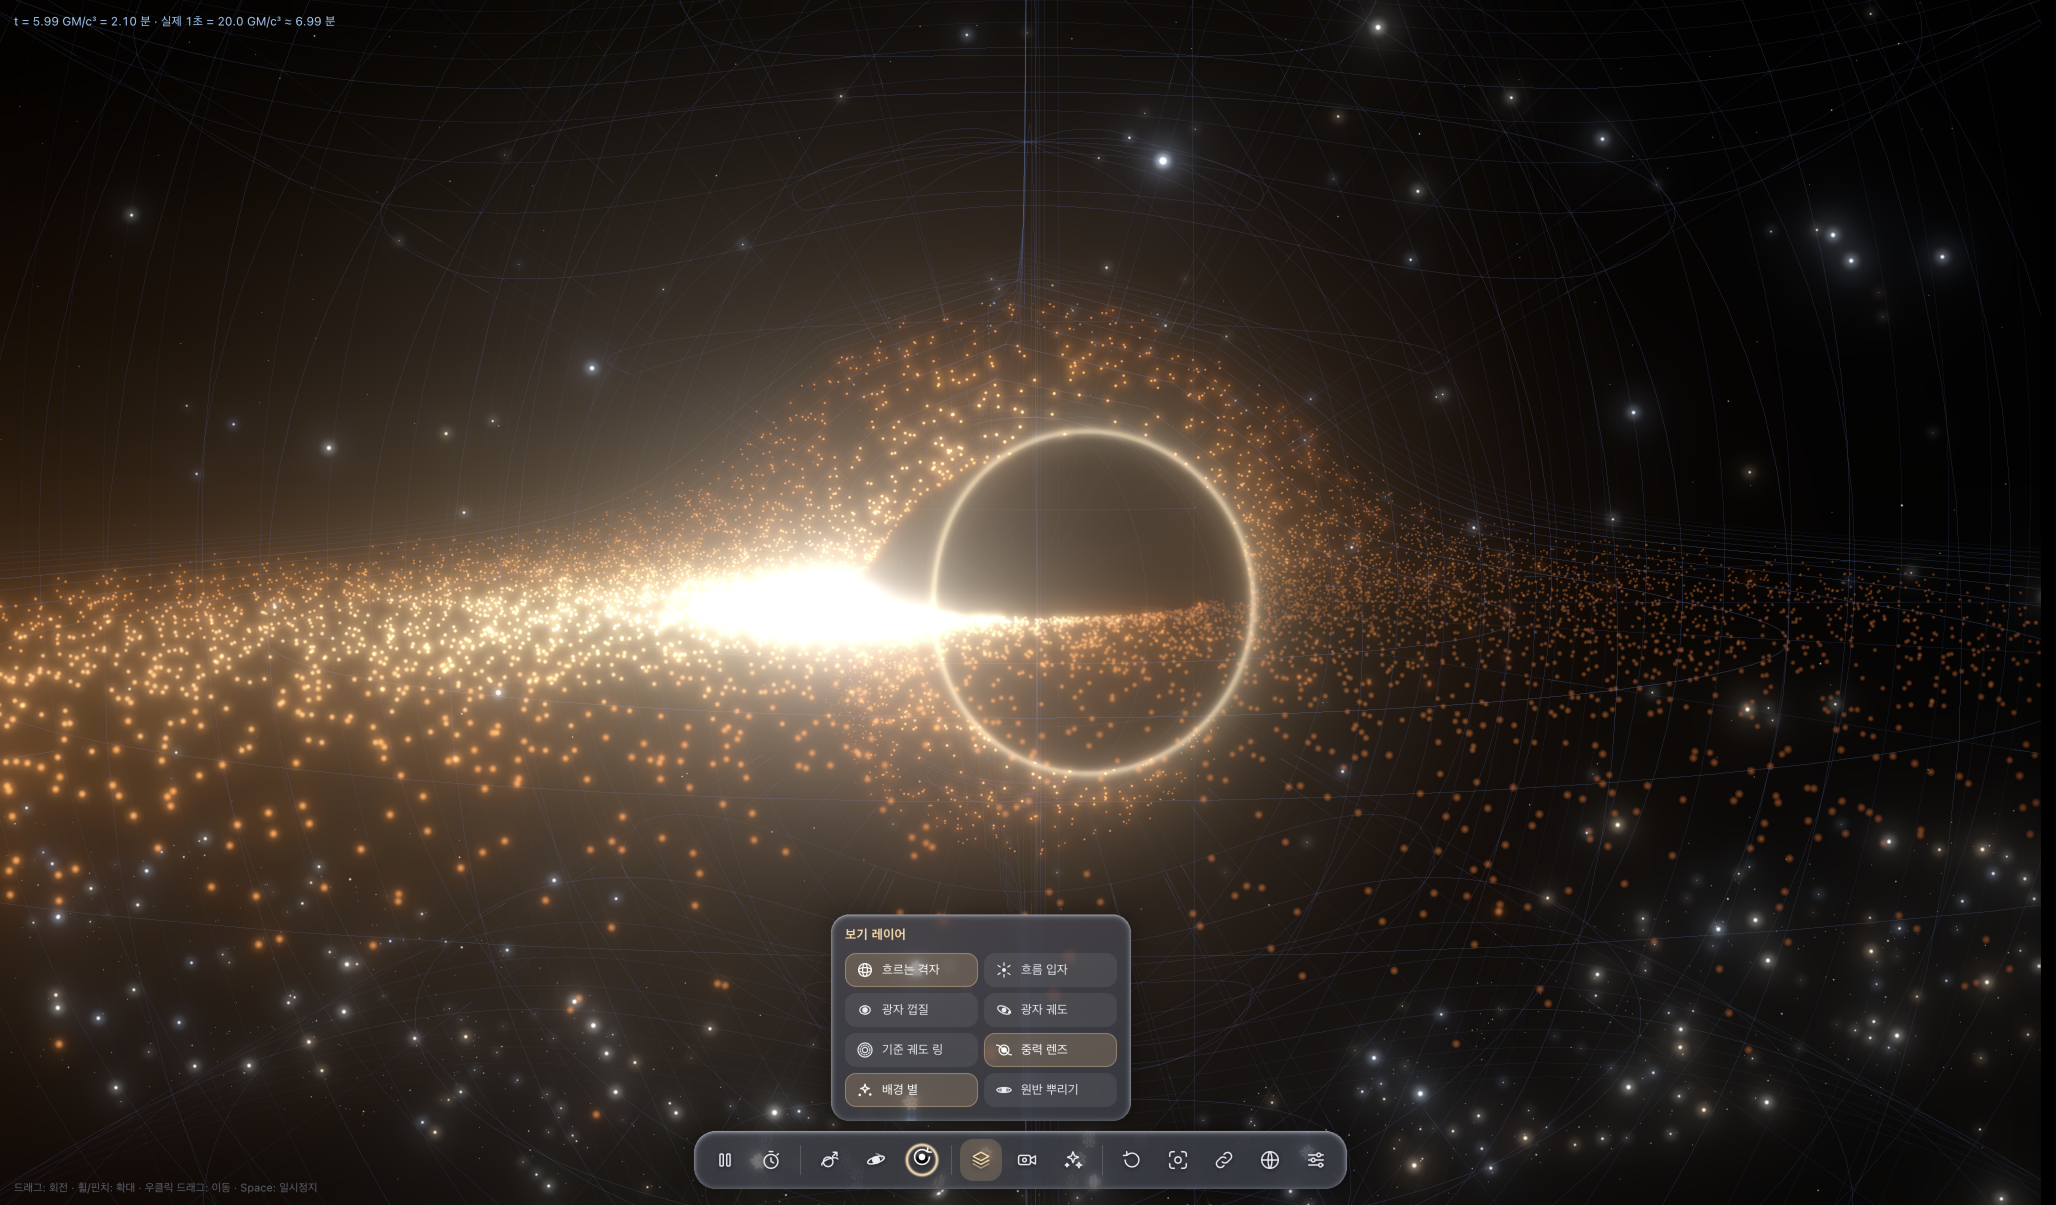 t = 5.99 GM/c³ = 2.10 분 · 실제 1초 = 20.0 GM/c³ ≈ 6.99 분
보기 레이어
흐르는 격자
흐름 입자
광자 껍질
광자 궤도
기준 궤도 링
중력 렌즈
배경 별
원반 뿌리기
드래그: 회전 · 휠/핀치: 확대 · 우클릭 드래그: 이동 · Space: 일시정지